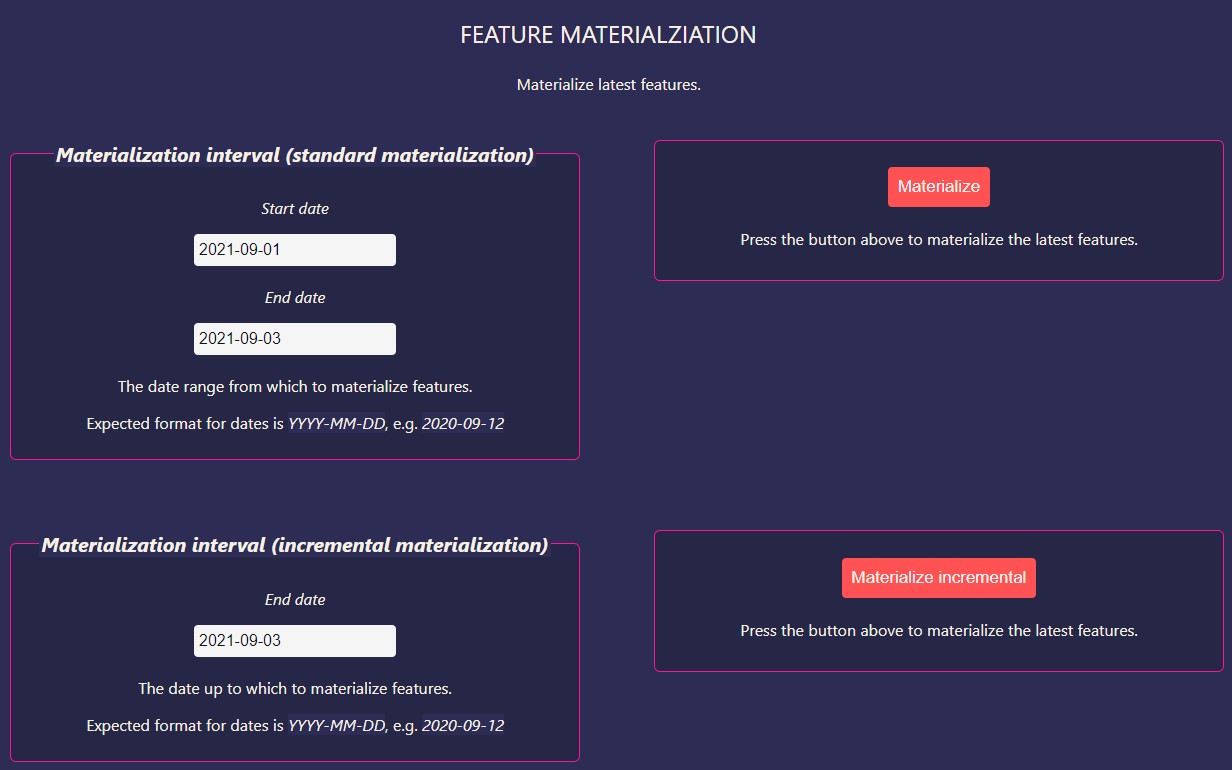 FEATURE MATERIALZIATION
Materialize latest features.
Materialization interval (standard materialization)
Start date
2021-09-01
End date
2021-09-03
The date range from which to materialize features.
Expected format for dates is YYYY-MM-DD, e.g. 2020-09-12
Materialize
Press the button above to materialize the latest features.
Materialization interval (incremental materialization)
End date
2021-09-03
The date up to which to materialize features.
Expected format for dates is YYYY-MM-DD, e.g. 2020-09-12
Materialize incremental
Press the button above to materialize the latest features.